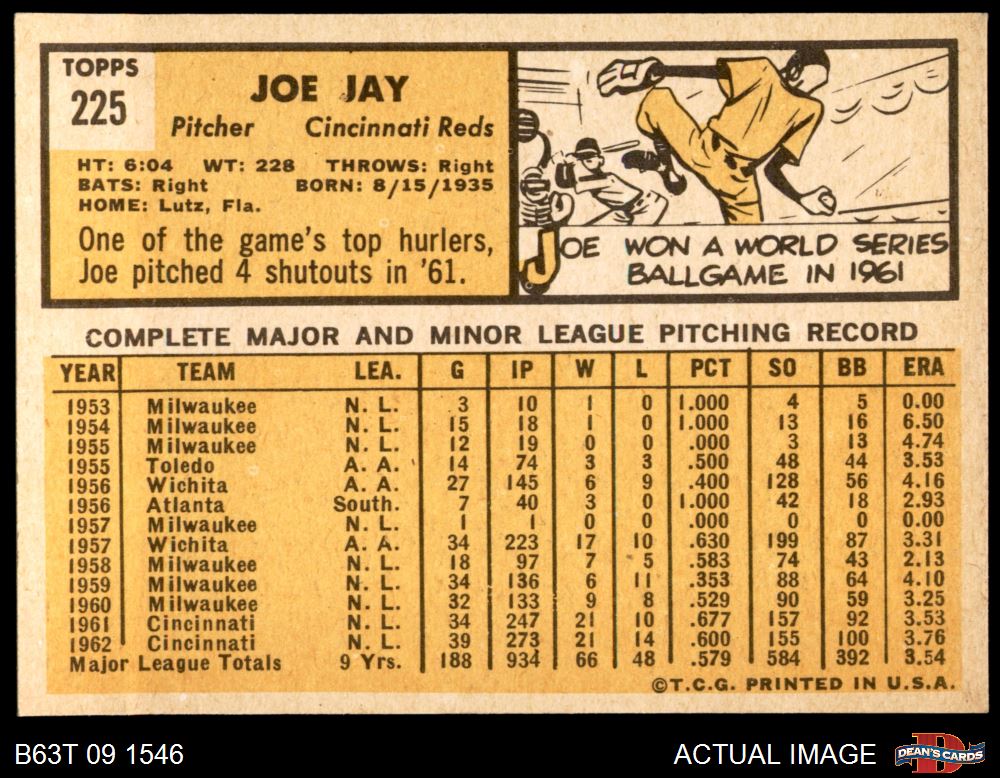 TOPPS
225
JOE JAY
Pitcher Cincinnati Reds
HT: 6:04 WT: 228 THROWS: Right
BATS: Right BORN: 8/15/1935
HOME: Lutz, Fla.
One of the game's top hurlers,
Joe pitched 4 shutouts in '61.
JOE WON A WORLD SERIES
BALLGAME IN 1961
COMPLETE MAJOR AND MINOR LEAGUE PITCHING RECORD
YEAR TEAM LEA. G IP W L PCT SO BB ERA
1953 Milwaukee N. L. 3 10 1 0 1.000 4 5 0.00
1954 Milwaukee N. L. 15 18 1 0 1.000 13 16 6.50
1955 Milwaukee N. L. 12 19 0 0 .000 3 13 4.74
1955 Toledo A. A. 14 74 3 3 .500 48 44 3.53
1956 Wichita A. A. 27 145 6 9 .400 128 56 4.16
1956 Atlanta South. 7 40 3 0 1.000 42 18 2.93
1957 Milwaukee N. L. 1 1 0 0 .000 0 0 0.00
1957 Wichita A. A. 34 223 17 10 .630 199 87 3.31
1958 Milwaukee N. L. 18 97 7 5 .583 74 43 2.13
1959 Milwaukee N. L. 34 136 6 11 .353 88 64 4.10
1960 Milwaukee N. L. 32 133 9 8 .529 90 59 3.25
1961 Cincinnati N. L. 34 247 21 10 .677 157 92 3.53
1962 Cincinnati N. L. 39 273 21 14 .600 155 100 3.76
Major League Totals 9 Yrs. 188 934 66 48 .579 584 392 3.54
©T.C.G. PRINTED IN U.S.A.
B63T 09 1546
ACTUAL IMAGE
DEAN'S CARDS